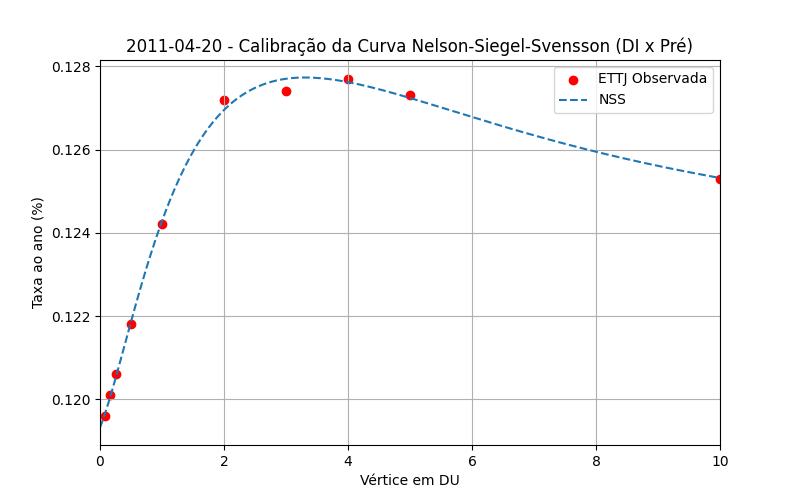 2011-04-20 - Calibração da Curva Nelson-Siegel-Svensson (DI x Pré)
ETTJ Observada
NSS
Taxa ao ano (%)
0.128
0.126
0.124
0.122
0.120
0 2 4 6 8 10
Vértice em DU